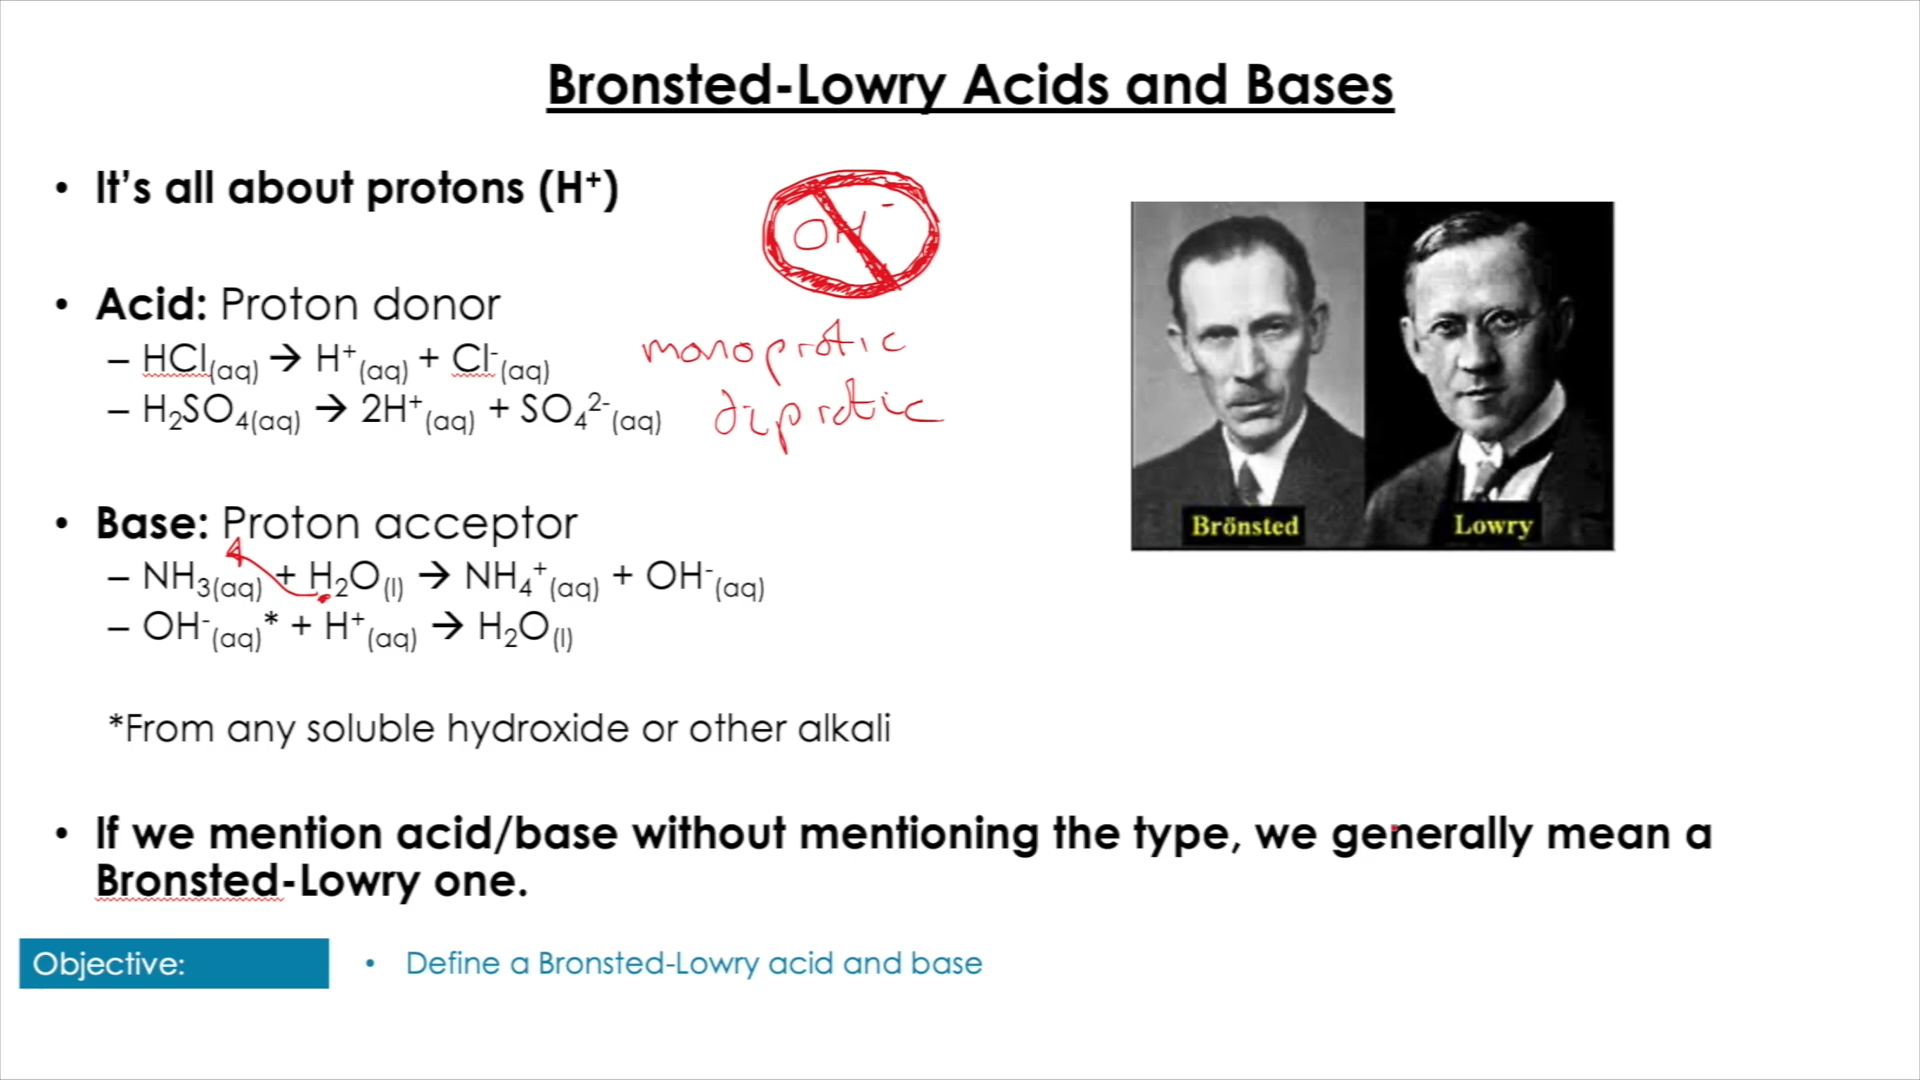 Bronsted-Lowry Acids and Bases
• It's all about protons (H⁺)
OH⁻
• Acid: Proton donor
– HCl(aq) → H⁺(aq) + Cl⁻(aq)
monoprotic
– H₂SO₄(aq) → 2H⁺(aq) + SO₄²⁻(aq)
diprotic
• Base: Proton acceptor
– NH₃(aq) + H₂O(l) → NH₄⁺(aq) + OH⁻(aq)
– OH⁻(aq)* + H⁺(aq) → H₂O(l)
*From any soluble hydroxide or other alkali
Brönsted
Lowry
• If we mention acid/base without mentioning the type, we generally mean a
Bronsted-Lowry one.
Objective:
• Define a Bronsted-Lowry acid and base